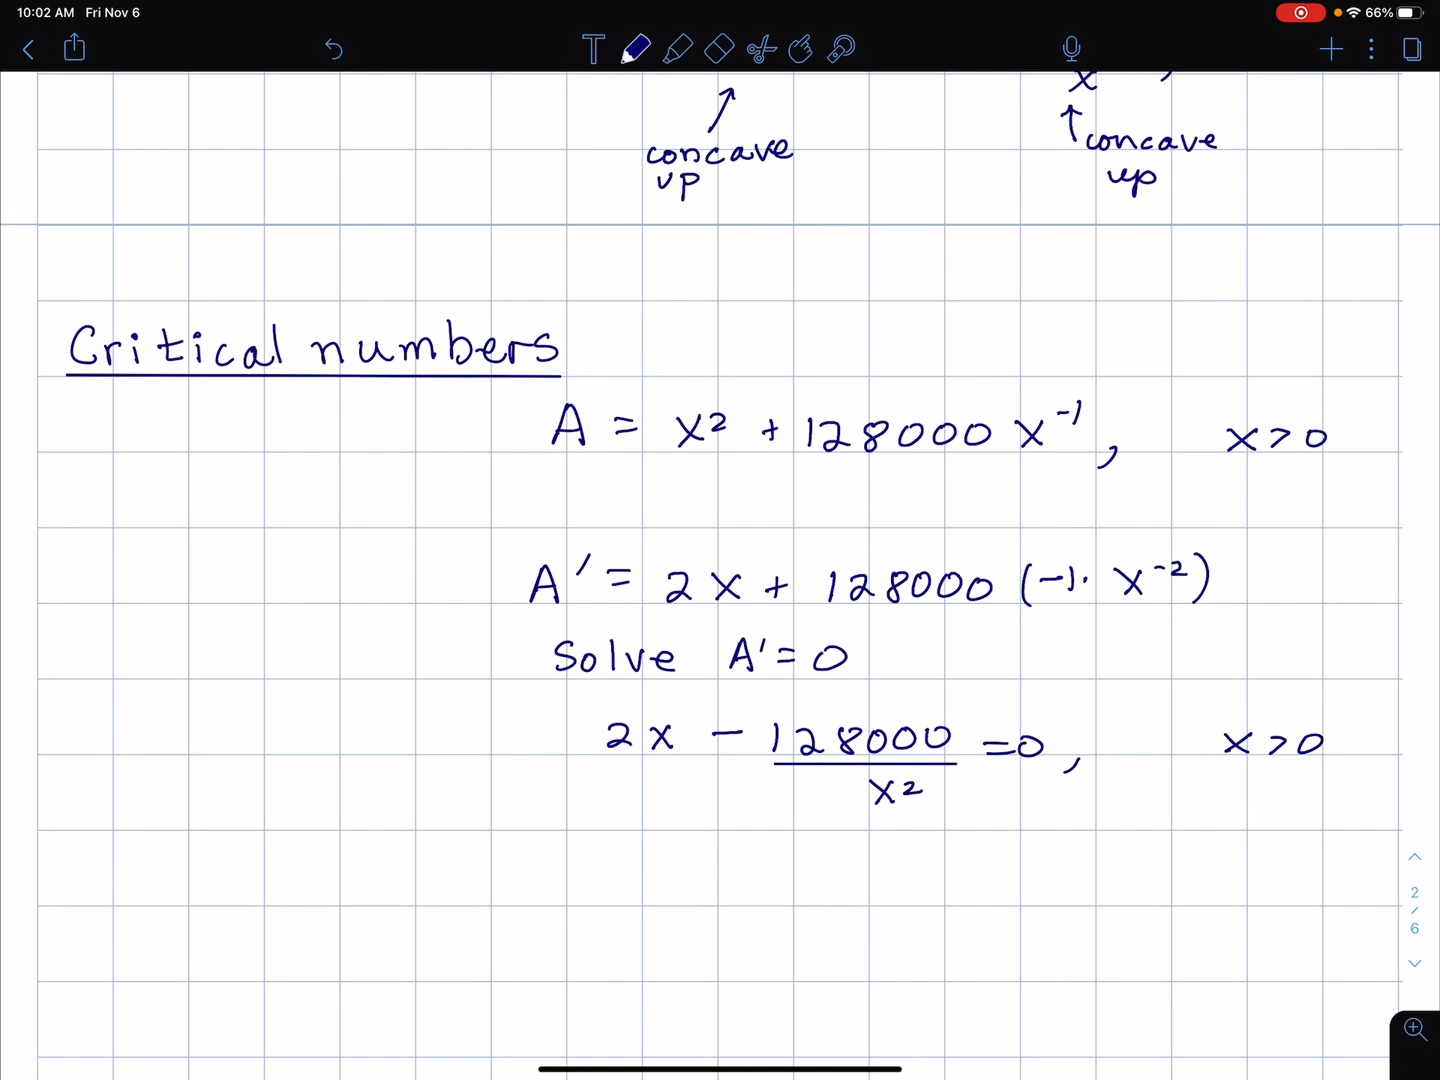 10:02 AM Fri Nov 6 66%
T
x ,
concave
up
concave
up
Critical numbers
A = x² + 128000 x⁻¹, x > 0
A′ = 2x + 128000 (-1· x⁻²)
Solve A′ = 0
2x - 128000/x² = 0, x > 0
2
/
6